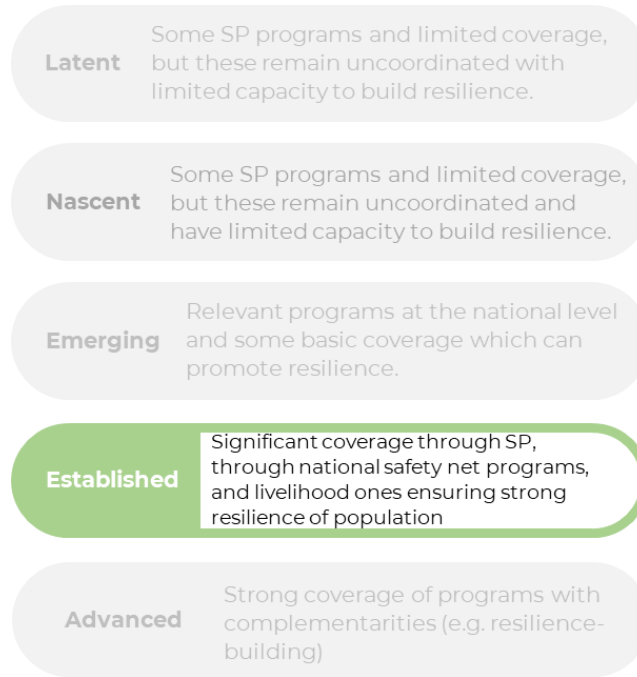 Latent
Some SP programs and limited coverage,
but these remain uncoordinated with
limited capacity to build resilience.
Nascent
Some SP programs and limited coverage,
but these remain uncoordinated and
have limited capacity to build resilience.
Emerging
Relevant programs at the national level
and some basic coverage which can
promote resilience.
Established
Significant coverage through SP,
through national safety net programs,
and livelihood ones ensuring strong
resilience of population
Advanced
Strong coverage of programs with
complementarities (e.g. resilience-
building)